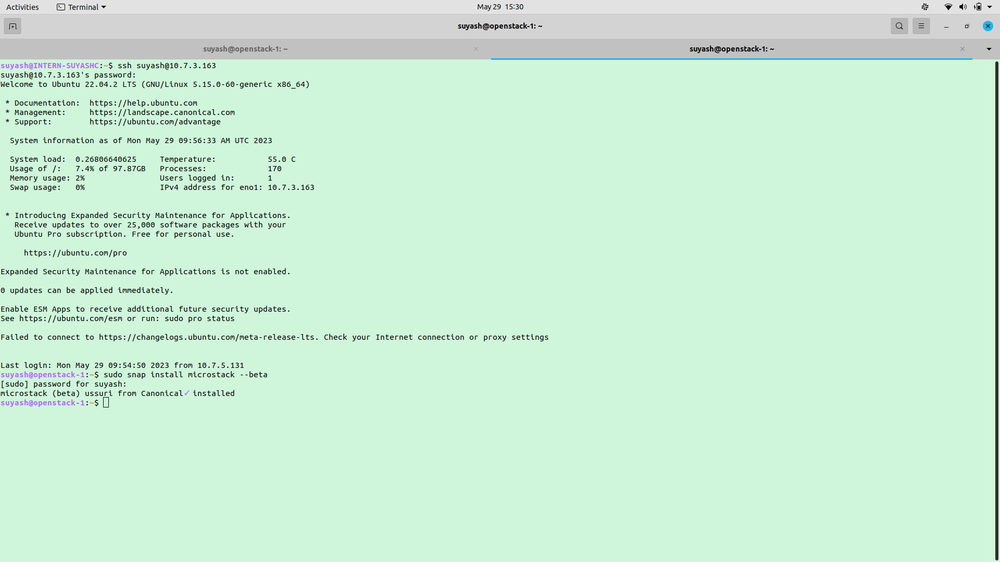 Activities Terminal May 29 15:30
suyash@openstack-1: ~
suyash@openstack-1: ~ suyash@openstack-1: ~
suyash@INTERN-SUYASHC:~$ ssh suyash@10.7.3.163
suyash@10.7.3.163's password:
Welcome to Ubuntu 22.04.2 LTS (GNU/Linux 5.15.0-60-generic x86_64)
* Documentation:  https://help.ubuntu.com
* Management:     https://landscape.canonical.com
* Support:        https://ubuntu.com/advantage
System information as of Mon May 29 09:56:33 AM UTC 2023
System load:  0.26806640625     Temperature:           55.0 C
Usage of /:   7.4% of 97.87GB   Processes:             170
Memory usage: 2%                Users logged in:       1
Swap usage:   0%                IPv4 address for eno1: 10.7.3.163
* Introducing Expanded Security Maintenance for Applications.
Receive updates to over 25,000 software packages with your
Ubuntu Pro subscription. Free for personal use.
https://ubuntu.com/pro
Expanded Security Maintenance for Applications is not enabled.
0 updates can be applied immediately.
Enable ESM Apps to receive additional future security updates.
See https://ubuntu.com/esm or run: sudo pro status
Failed to connect to https://changelogs.ubuntu.com/meta-release-lts. Check your Internet connection or proxy settings
Last login: Mon May 29 09:54:50 2023 from 10.7.5.131
suyash@openstack-1:~$ sudo snap install microstack --beta
[sudo] password for suyash:
microstack (beta) ussuri from Canonical✓ installed
suyash@openstack-1:~$